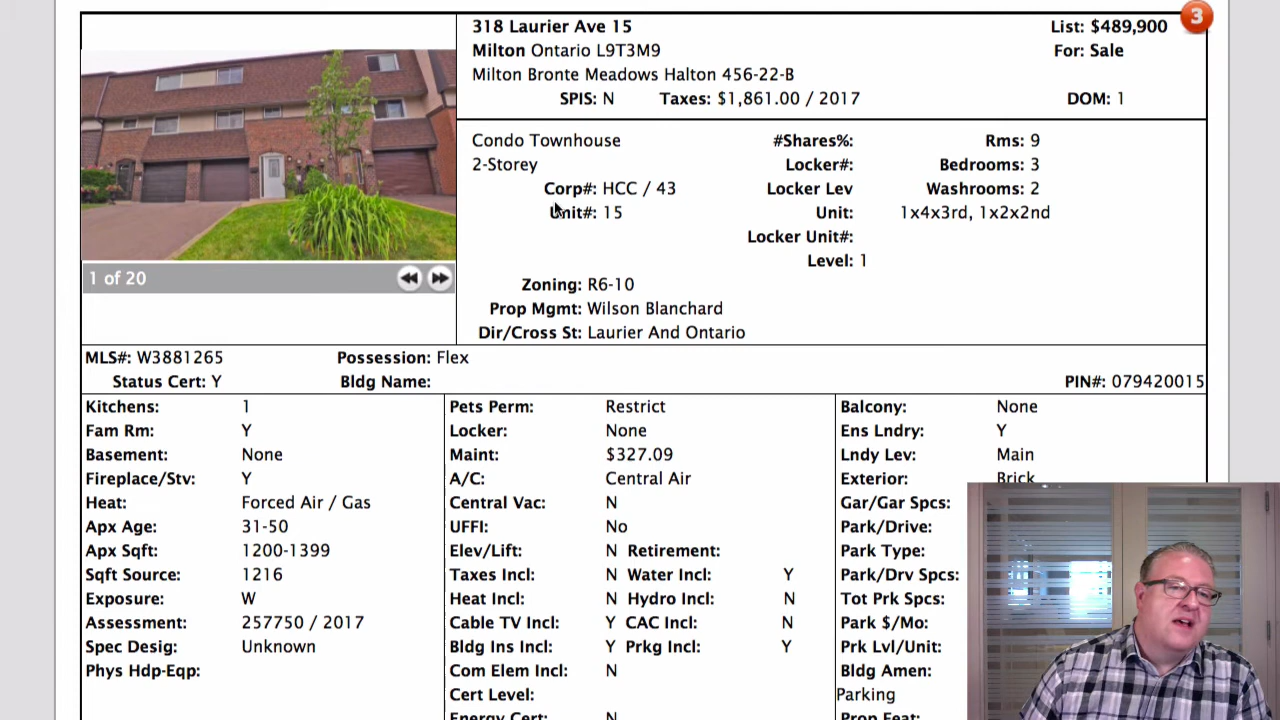 3
318 Laurier Ave 15 List: $489,900
Milton Ontario L9T3M9 For: Sale
Milton Bronte Meadows Halton 456-22-B
SPIS: N Taxes: $1,861.00 / 2017 DOM: 1
Condo Townhouse #Shares%: Rms: 9
2-Storey Locker#: Bedrooms: 3
Corp#: HCC / 43 Locker Lev Washrooms: 2
Unit#: 15 Unit: 1x4x3rd, 1x2x2nd
Locker Unit#:
Level: 1
1 of 20
Zoning: R6-10
Prop Mgmt: Wilson Blanchard
Dir/Cross St: Laurier And Ontario
MLS#: W3881265 Possession: Flex
Status Cert: Y Bldg Name: PIN#: 079420015
Kitchens: 1 Pets Perm: Restrict Balcony: None
Fam Rm: Y Locker: None Ens Lndry: Y
Basement: None Maint: $327.09 Lndy Lev: Main
Fireplace/Stv: Y A/C: Central Air Exterior: Brick
Heat: Forced Air / Gas Central Vac: N Gar/Gar Spcs:
Apx Age: 31-50 UFFI: No Park/Drive:
Apx Sqft: 1200-1399 Elev/Lift: N Retirement: Park Type:
Sqft Source: 1216 Taxes Incl: N Water Incl: Y Park/Drv Spcs:
Exposure: W Heat Incl: N Hydro Incl: N Tot Prk Spcs:
Assessment: 257750 / 2017 Cable TV Incl: Y CAC Incl: N Park $/Mo:
Spec Desig: Unknown Bldg Ins Incl: Y Prkg Incl: Y Prk Lvl/Unit:
Phys Hdp-Eqp: Com Elem Incl: N Bldg Amen:
Cert Level: Parking
Energy Cert: N Prop Feat: